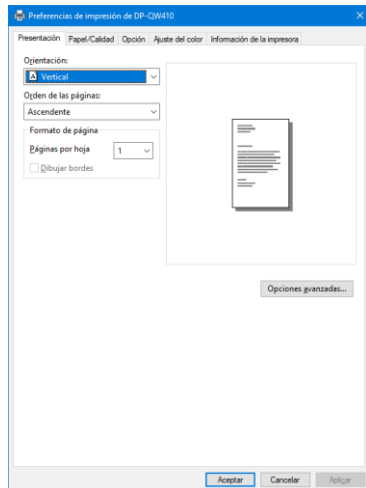 Preferencias de impresión de DP-QW410
Presentación Papel/Calidad Opción Ajuste del color Información de la impresora
Orientación:
Vertical
Orden de las páginas:
Ascendente
Formato de página
Páginas por hoja 1
Dibujar bordes
Opciones avanzadas...
Aceptar Cancelar Aplicar